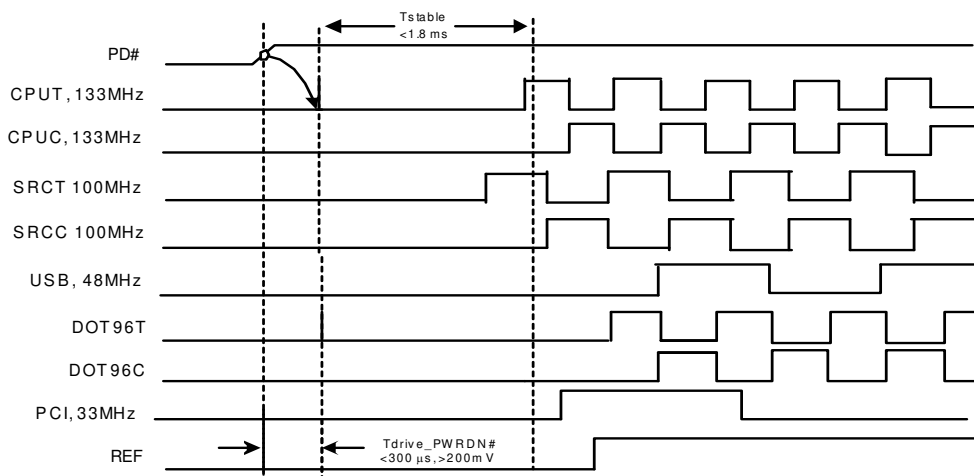 Tstable
<1.8 ms
PD#
CPUT, 133MHz
CPUC, 133MHz
SRCT 100MHz
SRCC 100MHz
USB, 48MHz
DOT96T
DOT96C
PCI, 33MHz
Tdrive_PWRDN#
<300 µs, >200mV
REF